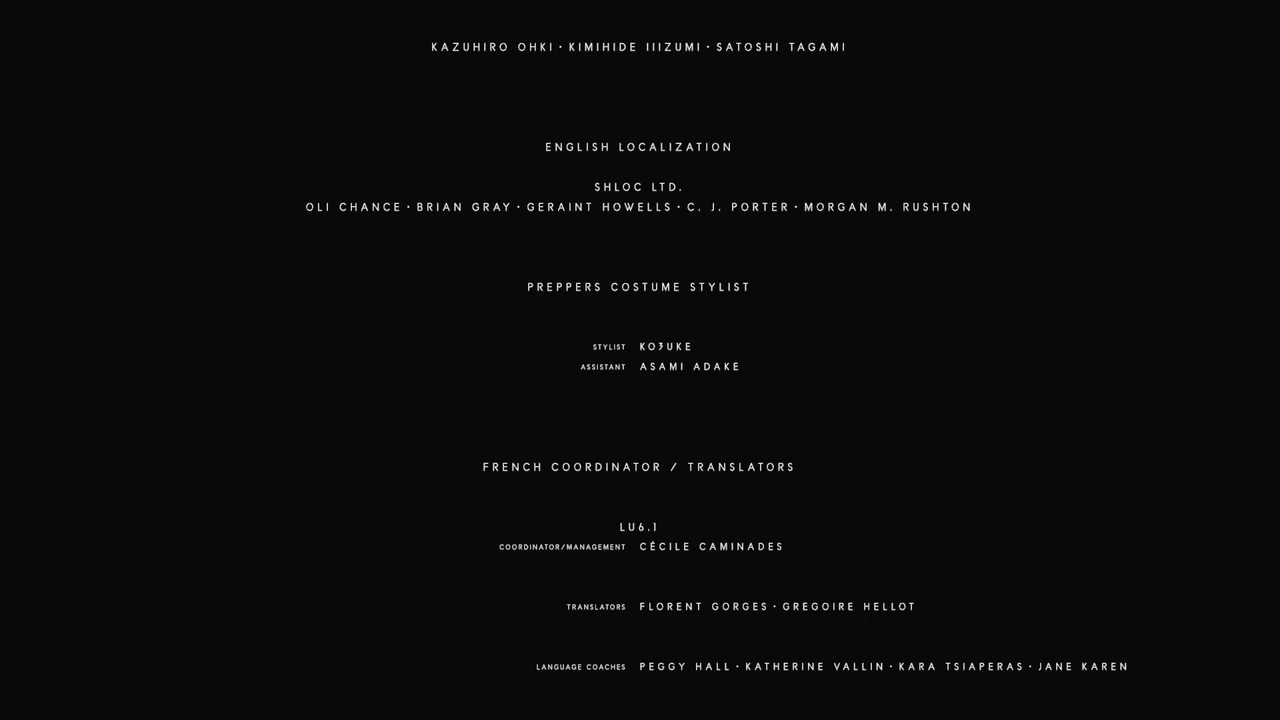 KAZUHIRO OHKI · KIMIHIDE IIIZUMI · SATOSHI TAGAMI
ENGLISH LOCALIZATION
SHLOC LTD.
OLI CHANCE · BRIAN GRAY · GERAINT HOWELLS · C. J. PORTER · MORGAN M. RUSHTON
PREPPERS COSTUME STYLIST
STYLIST KO3UKE
ASSISTANT ASAMI ADAKE
FRENCH COORDINATOR / TRANSLATORS
LU6.1
COORDINATOR/MANAGEMENT CÉCILE CAMINADES
TRANSLATORS FLORENT GORGES · GREGOIRE HELLOT
LANGUAGE COACHES PEGGY HALL · KATHERINE VALLIN · KARA TSIAPERAS · JANE KAREN